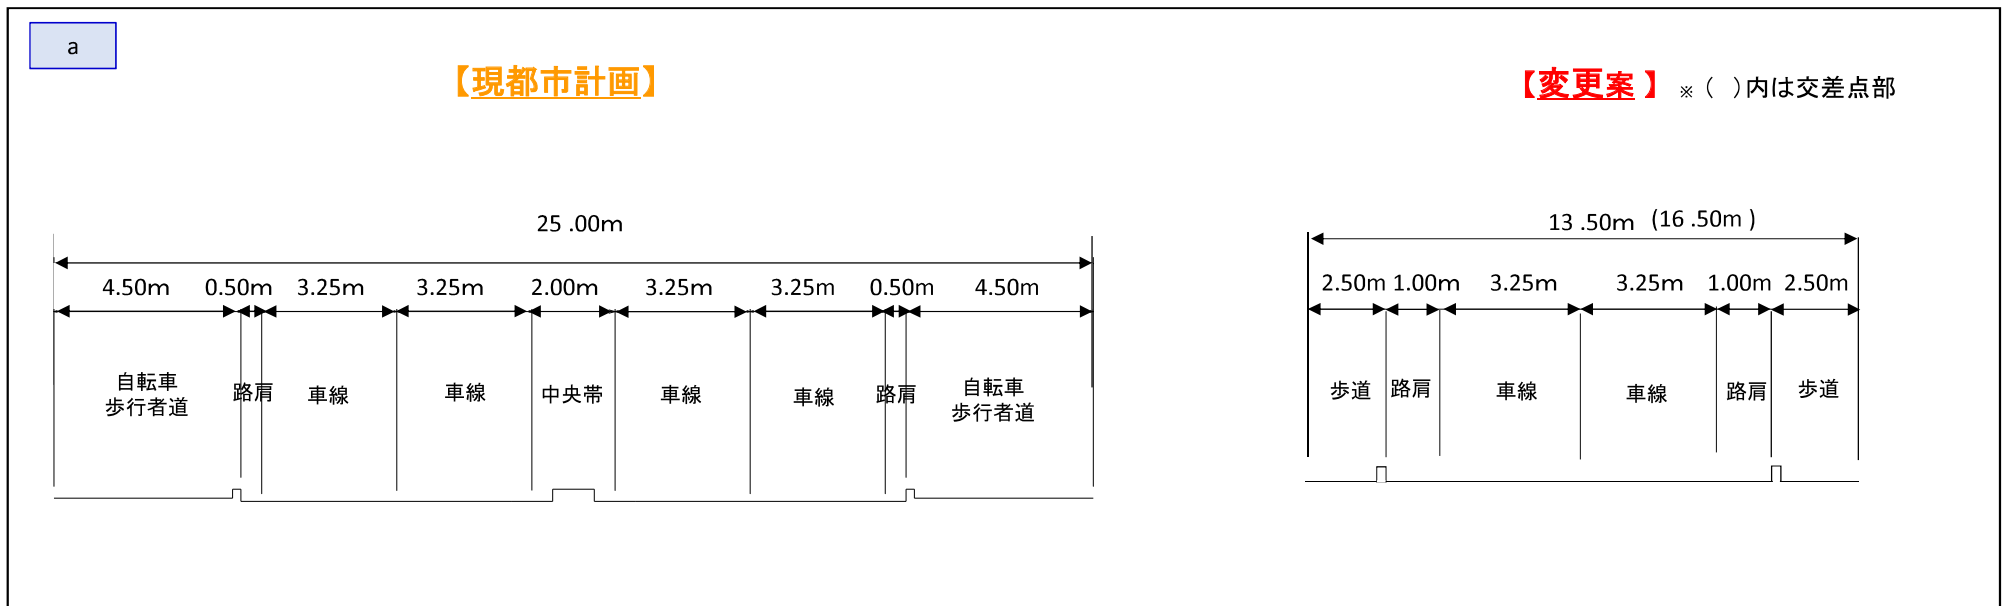 a
【現都市計画】
【変更案 】 ※ ( )内は交差点部
25 .00m
13 .50m (16 .50m )
4.50m 0.50m 3.25m 3.25m 2.00m 3.25m 3.25m 0.50m 4.50m
2.50m 1.00m 3.25m 3.25m 1.00m 2.50m
自転車
歩行者道
路肩
車線
車線
中央帯
車線
車線
路肩
自転車
歩行者道
歩道
路肩
車線
車線
路肩
歩道